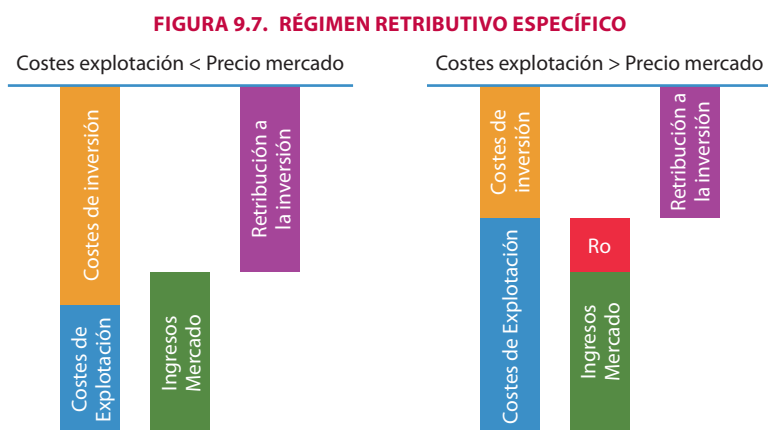 FIGURA 9.7. RÉGIMEN RETRIBUTIVO ESPECÍFICO
Costes explotación < Precio mercado
Costes de inversión
Costes de
Explotación
Ingresos
Mercado
Retribución a
la inversión
Costes explotación > Precio mercado
Costes de
inversión
Costes de Explotación
Ro
Ingresos
Mercado
Retribución a
la inversión